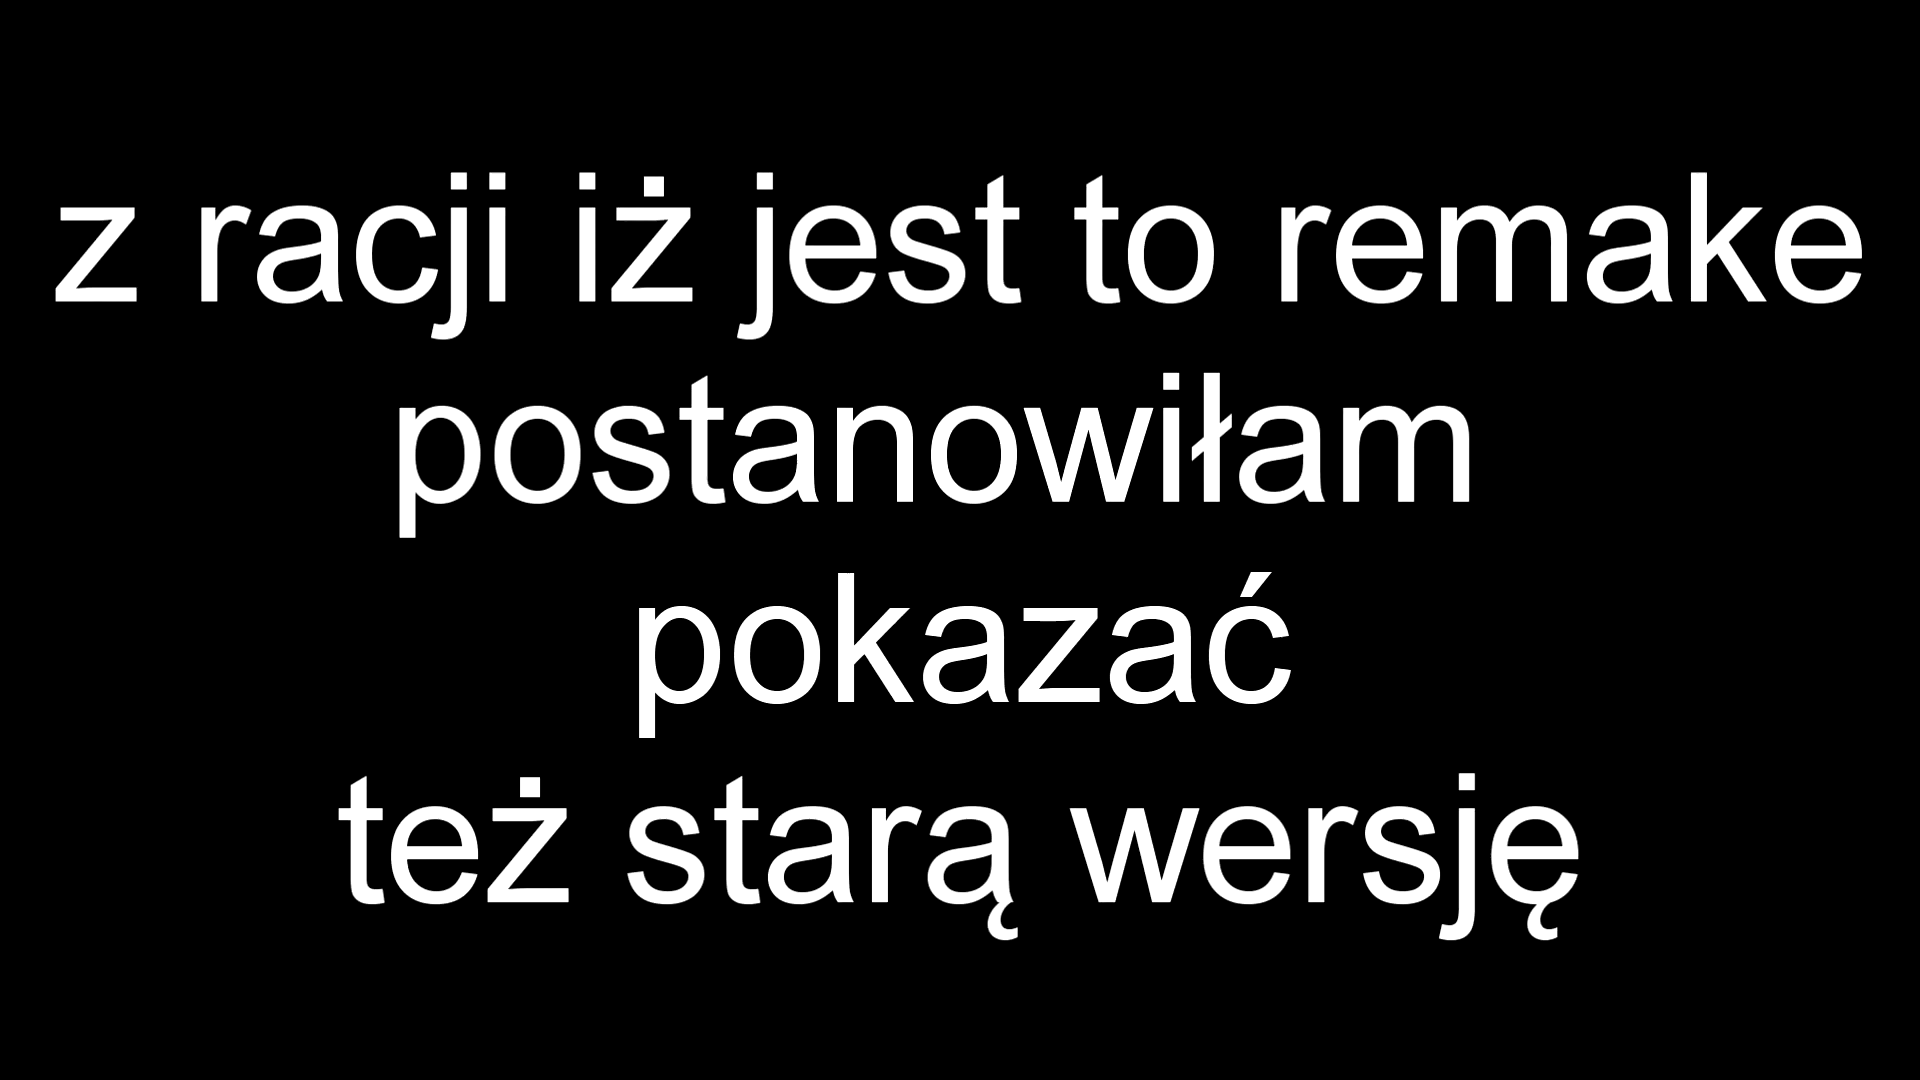 z racji iż jest to remake
postanowiłam
pokazać
też starą wersję